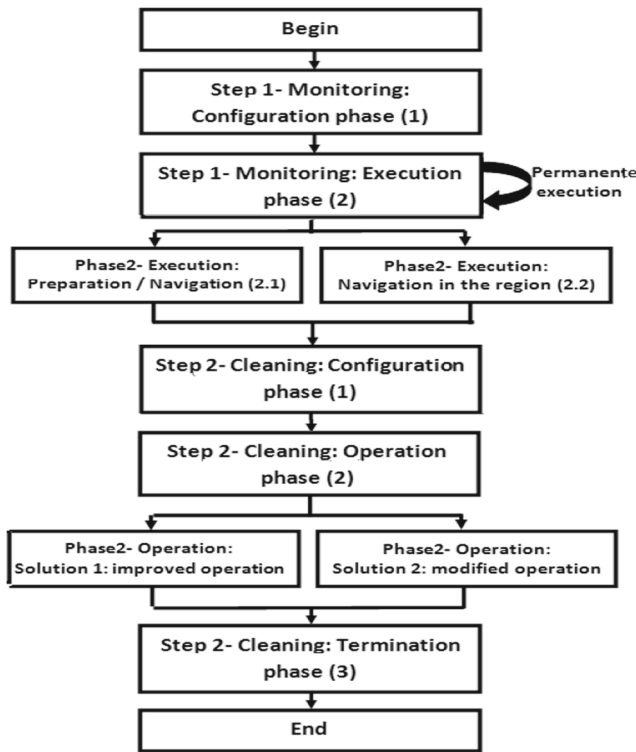 Begin
Step 1- Monitoring:
Configuration phase (1)
Step 1- Monitoring: Execution
phase (2)
Permanente
execution
Phase2- Execution:
Preparation / Navigation (2.1)
Phase2- Execution:
Navigation in the region (2.2)
Step 2- Cleaning: Configuration
phase (1)
Step 2- Cleaning: Operation
phase (2)
Phase2- Operation:
Solution 1: improved operation
Phase2- Operation:
Solution 2: modified operation
Step 2- Cleaning: Termination
phase (3)
End